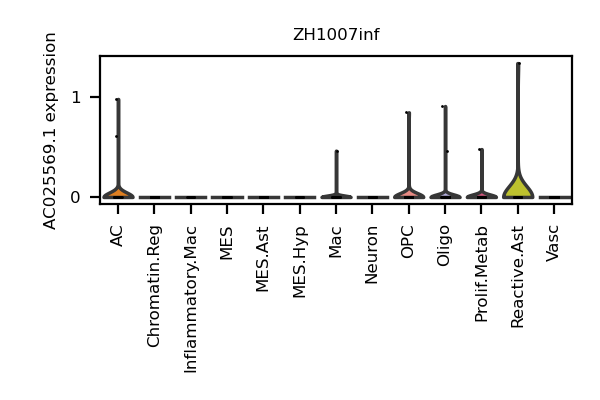 ZH1007inf
AC025569.1 expression
1
0
AC
Chromatin.Reg
Inflammatory.Mac
MES
MES.Ast
MES.Hyp
Mac
Neuron
OPC
Oligo
Prolif.Metab
Reactive.Ast
Vasc